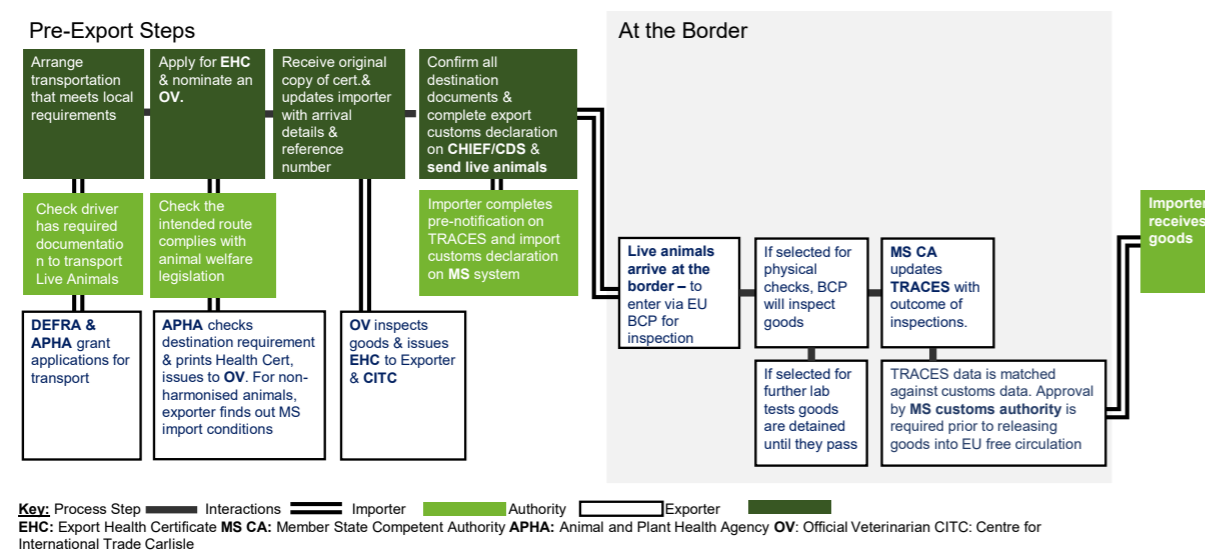 Pre-Export Steps
At the Border
Arrange
transportation
that meets local
requirements
Apply for EHC
& nominate an
OV.
Receive original
copy of cert.&
updates importer
with arrival
details &
reference
number
Confirm all
destination
documents &
complete export
customs declaration
on CHIEF/CDS &
send live animals
Check driver
has required
documentatio
n to transport
Live Animals
Check the
intended route
complies with
animal welfare
legislation
Importer completes
pre-notification on
TRACES and import
customs declaration
on MS system
DEFRA &
APHA grant
applications for
transport
APHA checks
destination requirement
& prints Health Cert,
issues to OV. For non-
harmonised animals,
exporter finds out MS
import conditions
OV inspects
goods & issues
EHC to Exporter
& CITC
Live animals
arrive at the
border – to
enter via EU
BCP for
inspection
If selected for
physical
checks, BCP
will inspect
goods
MS CA
updates
TRACES with
outcome of
inspections.
If selected for
further lab
tests goods
are detained
until they pass
TRACES data is matched
against customs data. Approval
by MS customs authority is
required prior to releasing
goods into EU free circulation
Importer
receives
goods
Key: Process Step Interactions Importer Authority Exporter
EHC: Export Health Certificate MS CA: Member State Competent Authority APHA: Animal and Plant Health Agency OV: Official Veterinarian CITC: Centre for
International Trade Carlisle